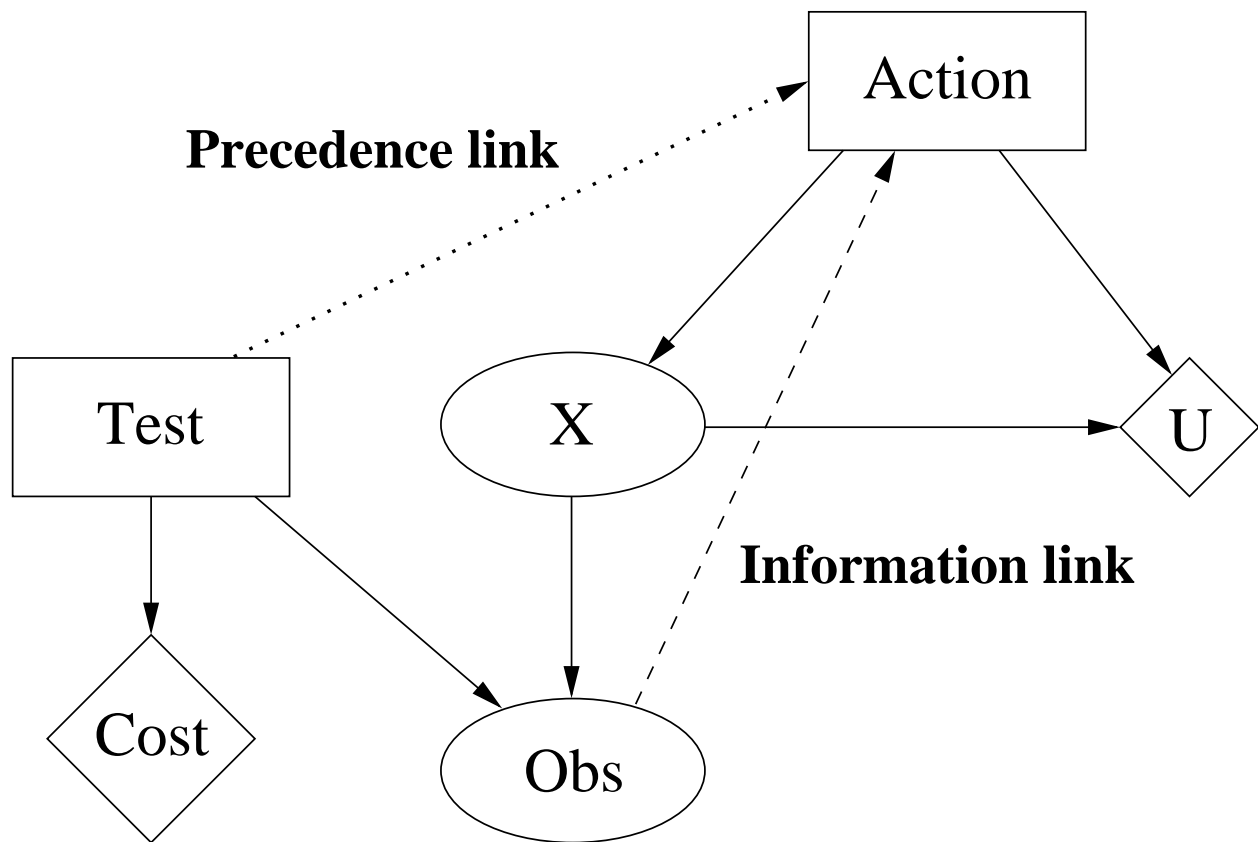 Action
Precedence link
Test
X
U
Information link
Cost
Obs